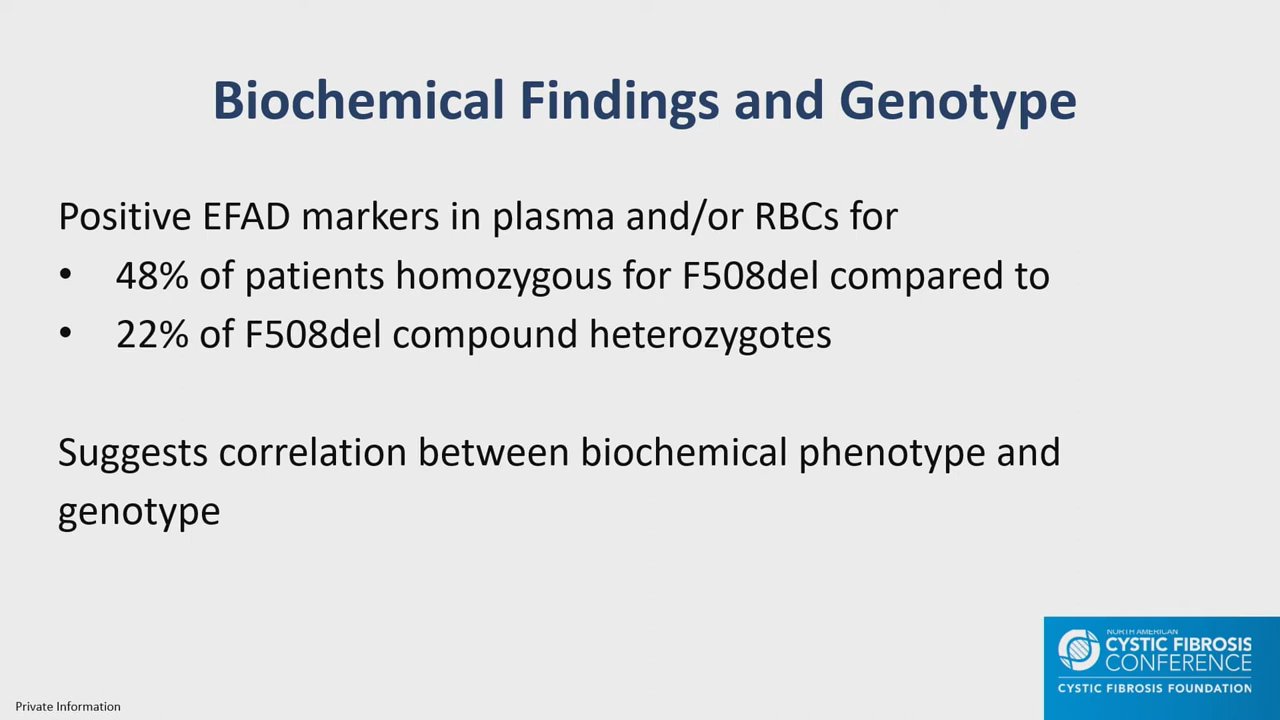 Biochemical Findings and Genotype
Positive EFAD markers in plasma and/or RBCs for
• 48% of patients homozygous for F508del compared to
• 22% of F508del compound heterozygotes
Suggests correlation between biochemical phenotype and
genotype
NORTH AMERICAN
CYSTIC FIBROSIS
CONFERENCE
CYSTIC FIBROSIS FOUNDATION
Private Information